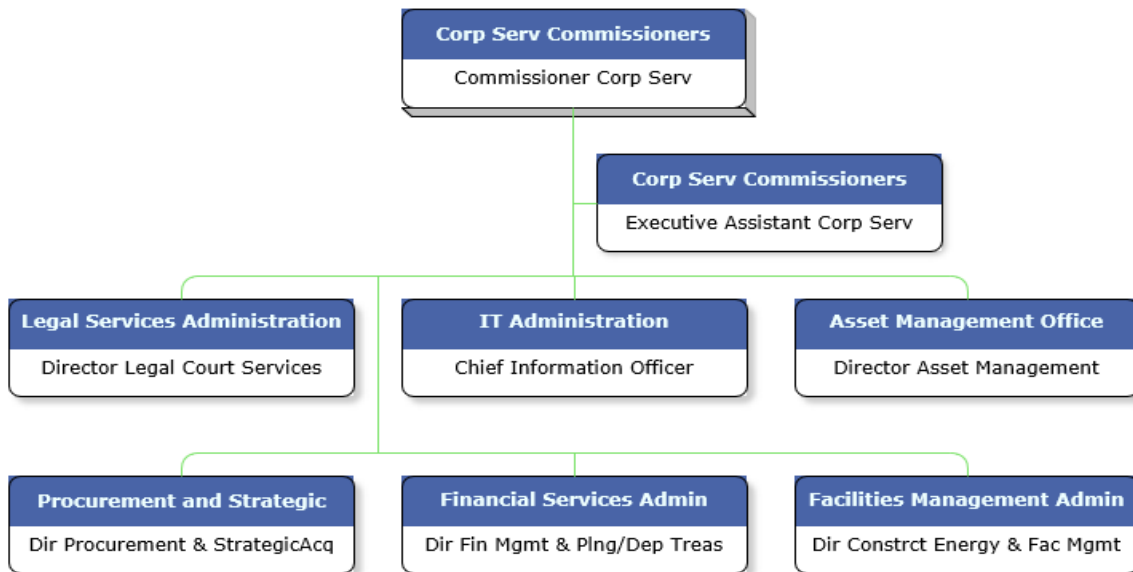 Corp Serv Commissioners
Commissioner Corp Serv
Corp Serv Commissioners
Executive Assistant Corp Serv
Legal Services Administration
Director Legal Court Services
IT Administration
Chief Information Officer
Asset Management Office
Director Asset Management
Procurement and Strategic
Dir Procurement & StrategicAcq
Financial Services Admin
Dir Fin Mgmt & Plng/Dep Treas
Facilities Management Admin
Dir Constrct Energy & Fac Mgmt